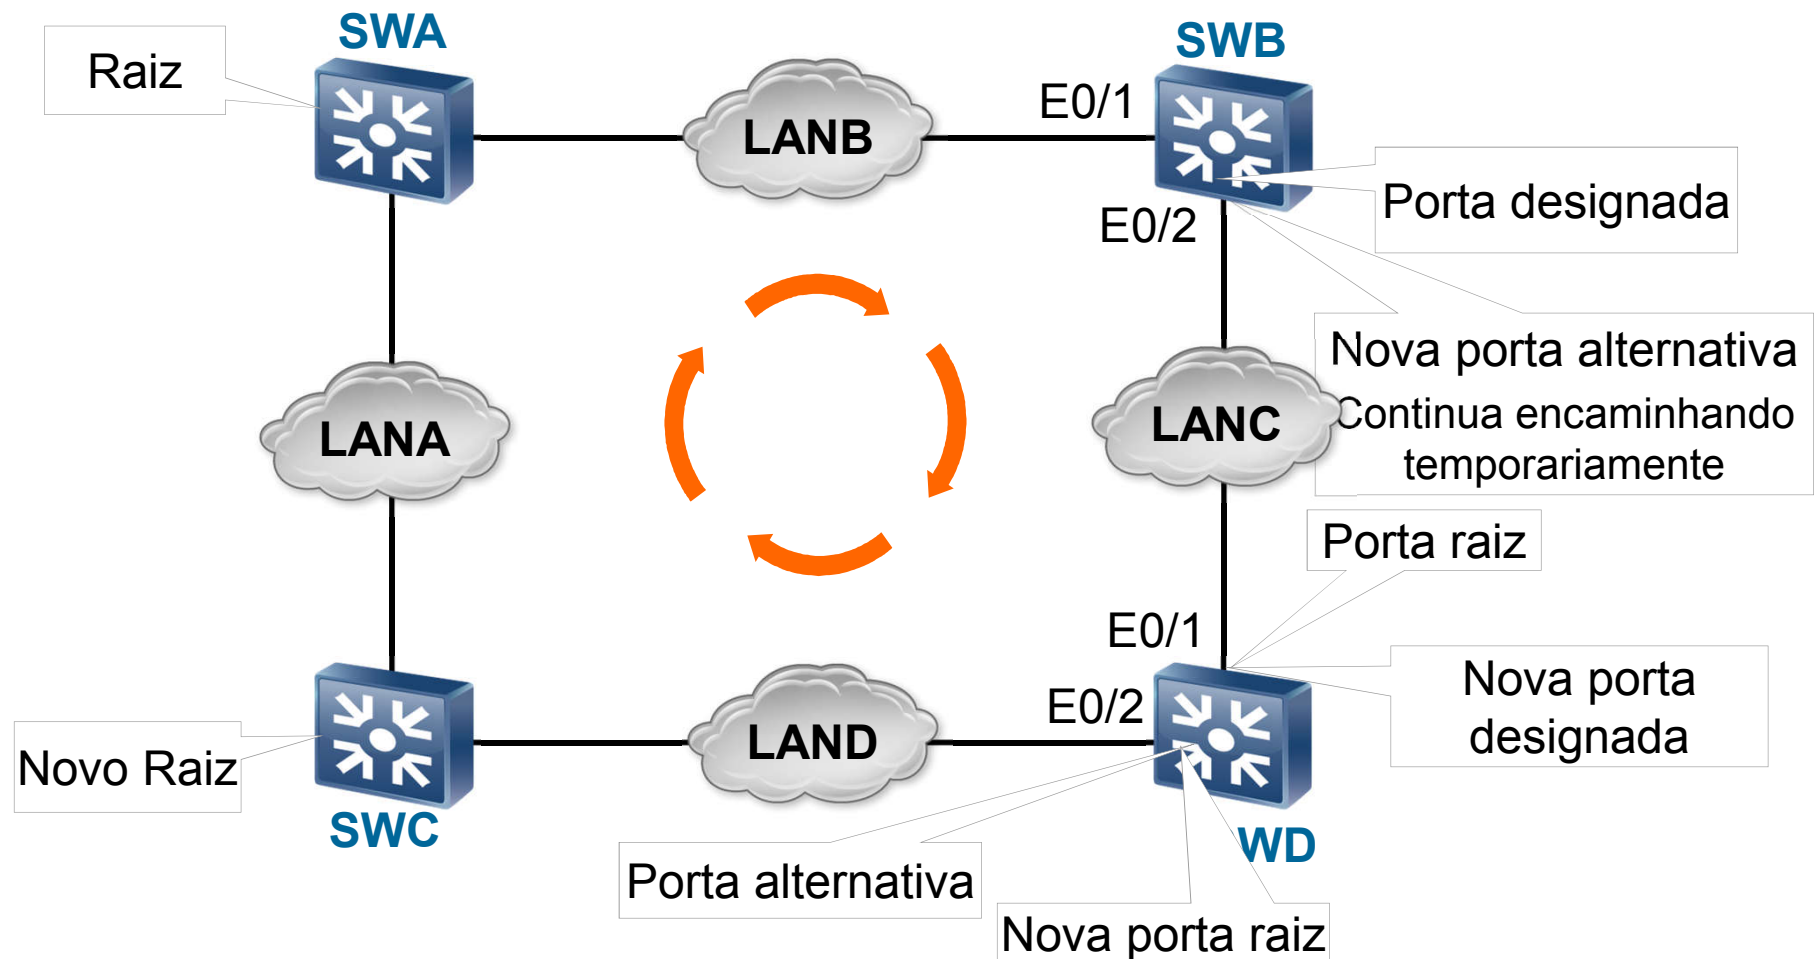 SWA
SWB
Raiz
LANB
E0/1
Porta designada
E0/2
Nova porta alternativa
Continua encaminhando
temporariamente
LANA
LANC
Porta raiz
E0/1
Nova porta
designada
E0/2
LAND
Novo Raiz
SWC
WD
Porta alternativa
Nova porta raiz